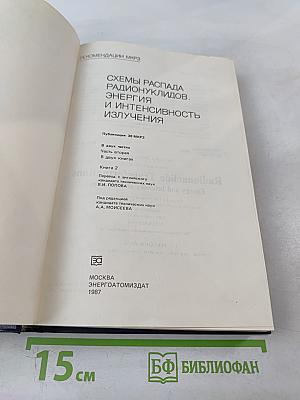 РЕКОМЕНДАЦИИ МКРЗ
СХЕМЫ РАСПАДА
РАДИОНУКЛИДОВ.
ЭНЕРГИЯ
И ИНТЕНСИВНОСТЬ
ИЗЛУЧЕНИЯ
Публикация 38 МКРЗ
В двух частях
Часть вторая
В двух книгах
Книга 2
Перевод с английского
кандидата технических наук
В.И. ПОПОВА
Под редакцией
кандидата технических наук
А.А. МОИСЕЕВА
МОСКВА
ЭНЕРГОАТОМИЗДАТ
1987
15 см
БФ БИБЛИОФАН